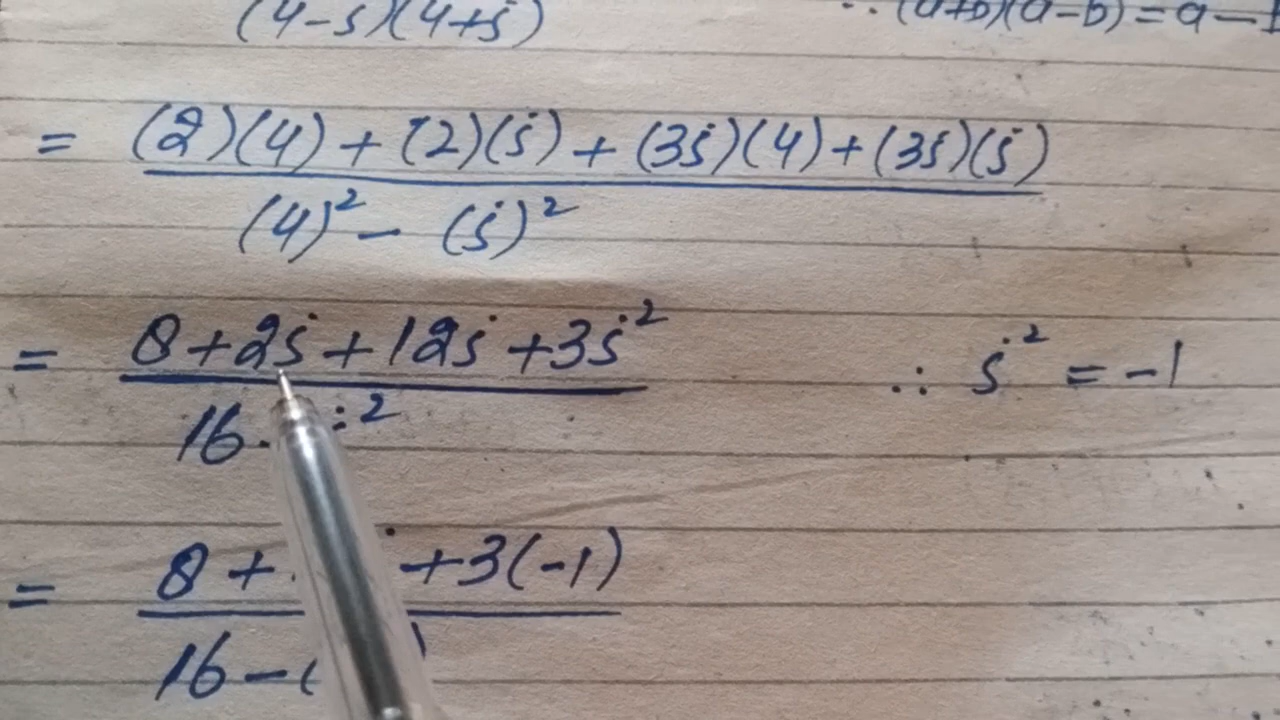 (4-i)(4+i) ∵ (a+b)(a-b) = a -
= (2)(4) + (2)(i) + (3i)(4) + (3i)(i)
(4)² - (i)²
= 8 + 2i + 12i + 3i² ∴ i² = -1
16 - i²
= 8 + +3(-1)
16 - (